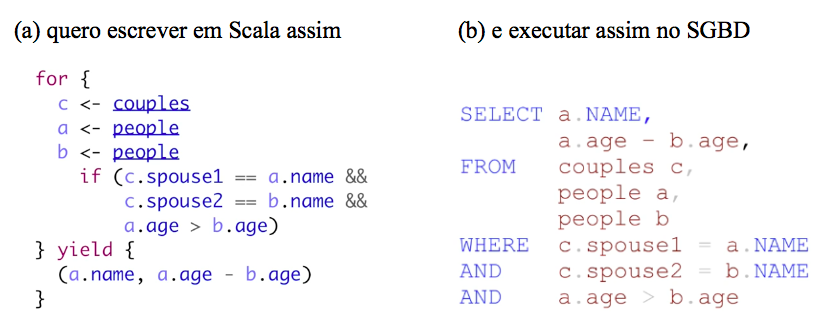 (a) quero escrever em Scala assim
for {
  c <- couples
  a <- people
  b <- people
    if (c.spouse1 == a.name &&
        c.spouse2 == b.name &&
        a.age > b.age)
} yield {
  (a.name, a.age - b.age)
}
(b) e executar assim no SGBD
SELECT a.NAME,
       a.age - b.age,
FROM   couples c,
       people a,
       people b
WHERE  c.spouse1 = a.NAME
AND    c.spouse2 = b.NAME
AND    a.age > b.age